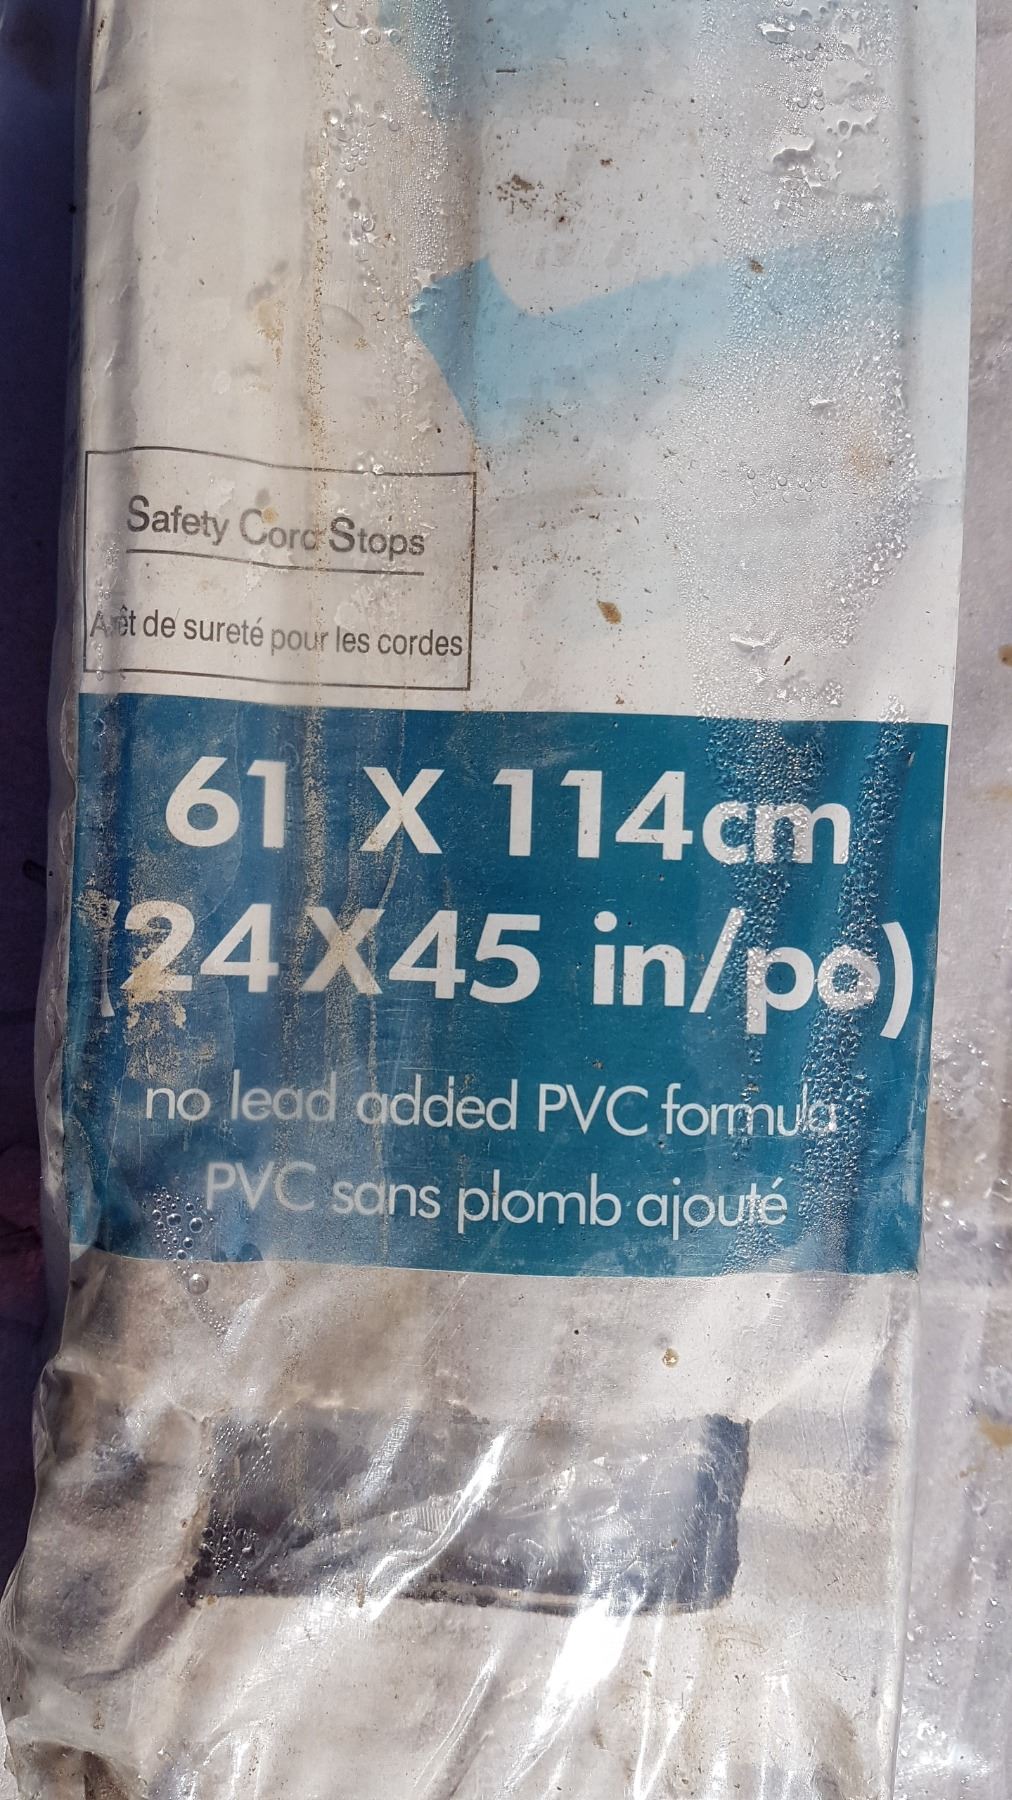 Safety Cord Stops
Arrêt de sureté pour les cordes
61 X 114cm
(24X45 in/po)
no lead added PVC formula
PVC sans plomb ajouté